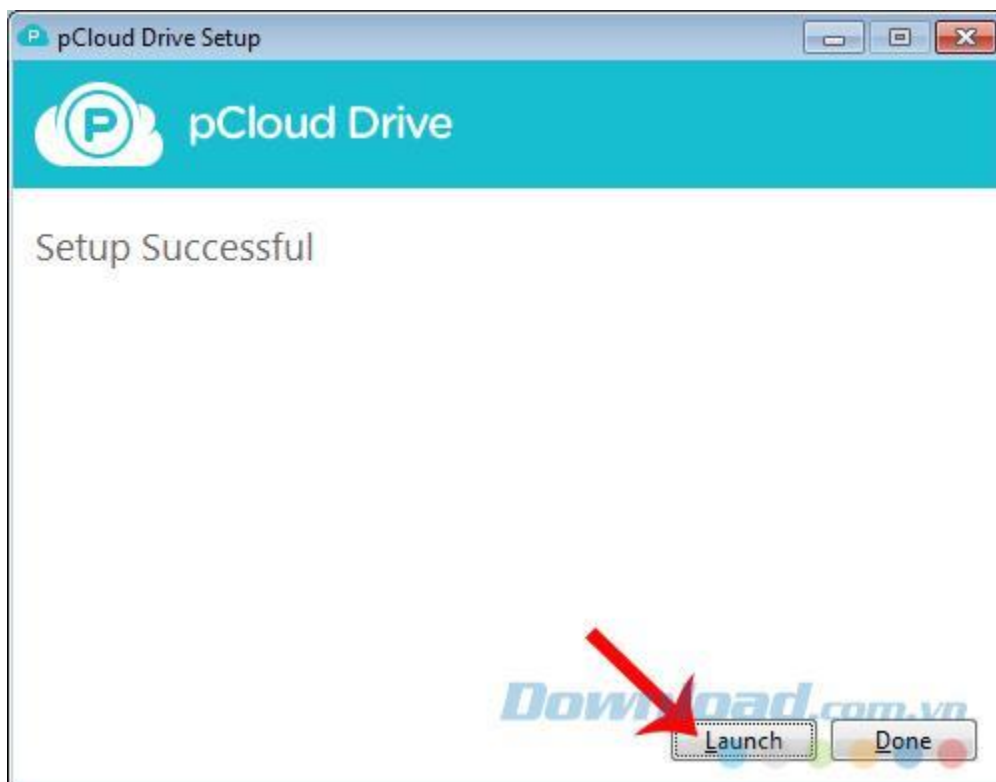 pCloud Drive Setup
pCloud Drive
Setup Successful
Download.com.vn
Launch Done